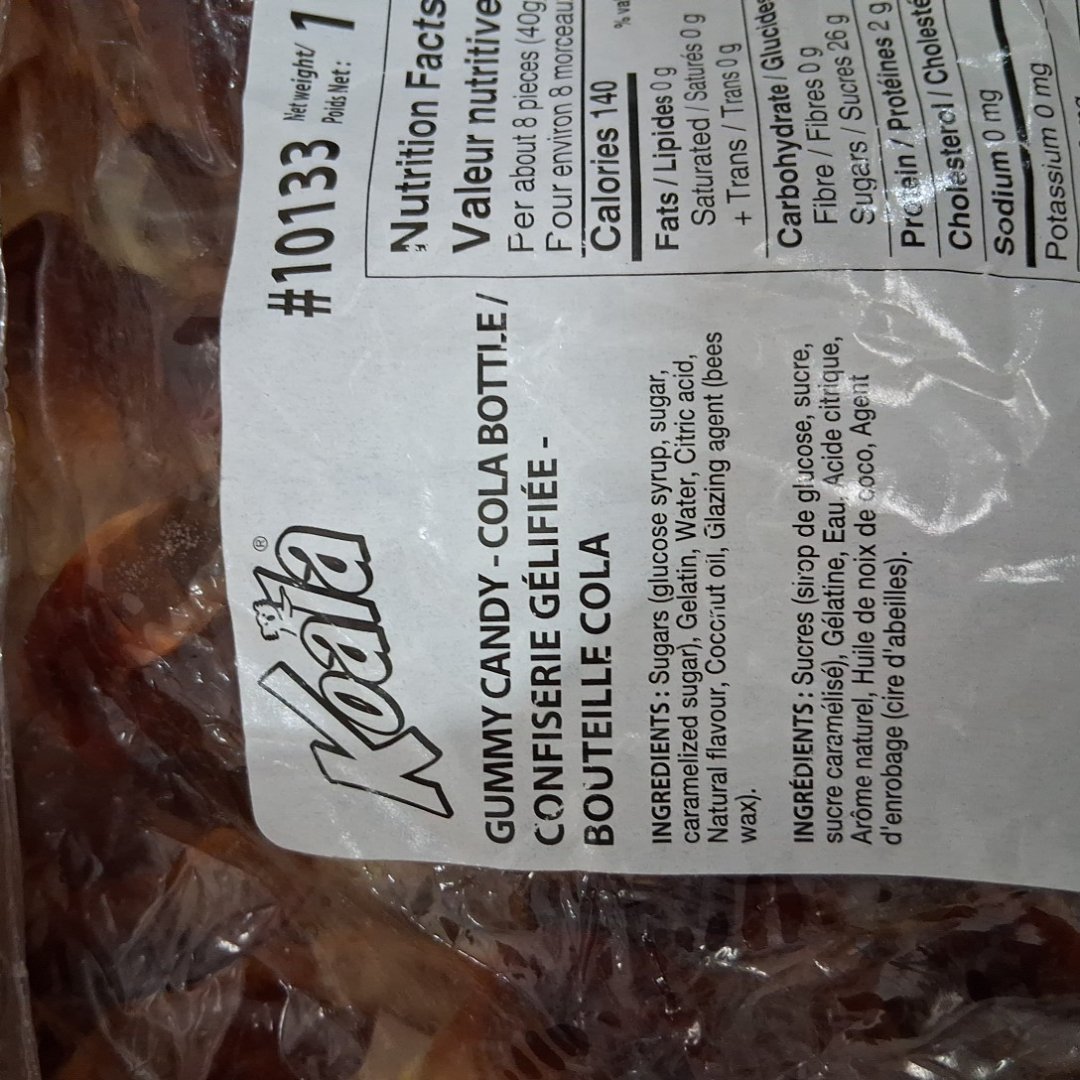 Koala®
#10133
Net weight/
Poids Net:
1
GUMMY CANDY - COLA BOTTLE /
CONFISERIE GÉLIFIÉE -
BOUTEILLE COLA
INGREDIENTS : Sugars (glucose syrup, sugar,
caramelized sugar), Gelatin, Water, Citric acid,
Natural flavour, Coconut oil, Glazing agent (bees
wax).
INGRÉDIENTS : Sucres (sirop de glucose, sucre,
sucre caramélisé), Gélatine, Eau, Acide citrique,
Arôme naturel, Huile de noix de coco, Agent
d'enrobage (cire d'abeilles).
Nutrition Facts
Valeur nutritive
Per about 8 pieces (40g
Pour environ 8 morceau
Calories 140
%
Fats / Lipides 0 g
Saturated / Saturés 0 g
+ Trans / Trans 0 g
Carbohydrate / Glucides
Fibre / Fibres 0 g
Sugars / Sucres 26 g
Protein / Protéines 2 g
Cholesterol / Cholesté
Sodium 0 mg
Potassium 0 mg